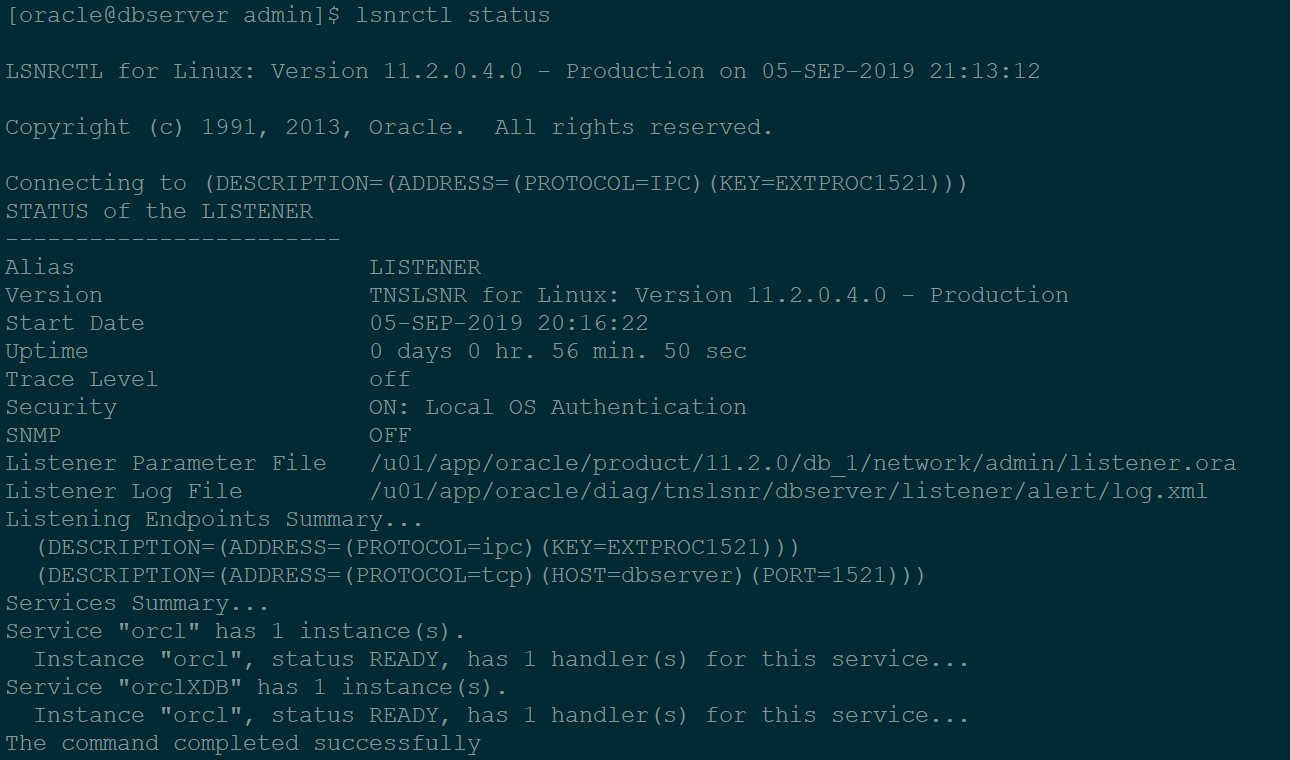 [oracle@dbserver admin]$ lsnrctl status
LSNRCTL for Linux: Version 11.2.0.4.0 - Production on 05-SEP-2019 21:13:12
Copyright (c) 1991, 2013, Oracle.  All rights reserved.
Connecting to (DESCRIPTION=(ADDRESS=(PROTOCOL=IPC)(KEY=EXTPROC1521)))
STATUS of the LISTENER
------------------------
Alias                     LISTENER
Version                   TNSLSNR for Linux: Version 11.2.0.4.0 - Production
Start Date                05-SEP-2019 20:16:22
Uptime                    0 days 0 hr. 56 min. 50 sec
Trace Level               off
Security                  ON: Local OS Authentication
SNMP                      OFF
Listener Parameter File   /u01/app/oracle/product/11.2.0/db_1/network/admin/listener.ora
Listener Log File         /u01/app/oracle/diag/tnslsnr/dbserver/listener/alert/log.xml
Listening Endpoints Summary...
  (DESCRIPTION=(ADDRESS=(PROTOCOL=ipc)(KEY=EXTPROC1521)))
  (DESCRIPTION=(ADDRESS=(PROTOCOL=tcp)(HOST=dbserver)(PORT=1521)))
Services Summary...
Service "orcl" has 1 instance(s).
  Instance "orcl", status READY, has 1 handler(s) for this service...
Service "orclXDB" has 1 instance(s).
  Instance "orcl", status READY, has 1 handler(s) for this service...
The command completed successfully